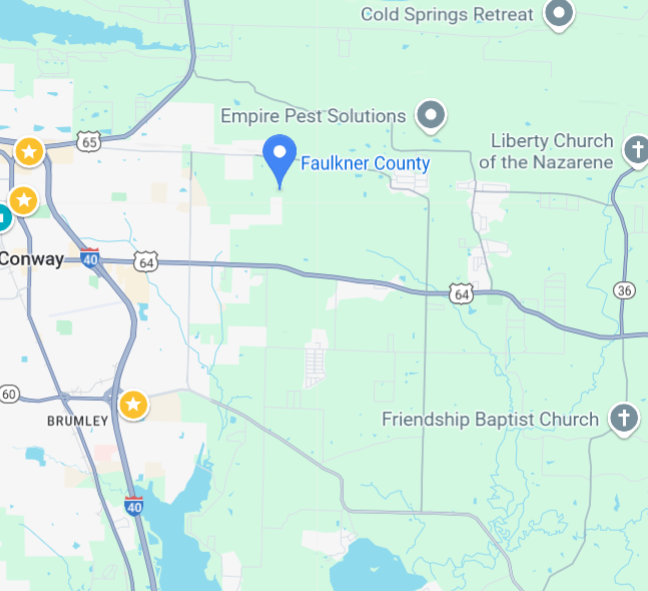 Cold Springs Retreat
Empire Pest Solutions
65
Liberty Church
of the Nazarene
Faulkner County
Conway
40
64
64
36
60
BRUMLEY
Friendship Baptist Church
40